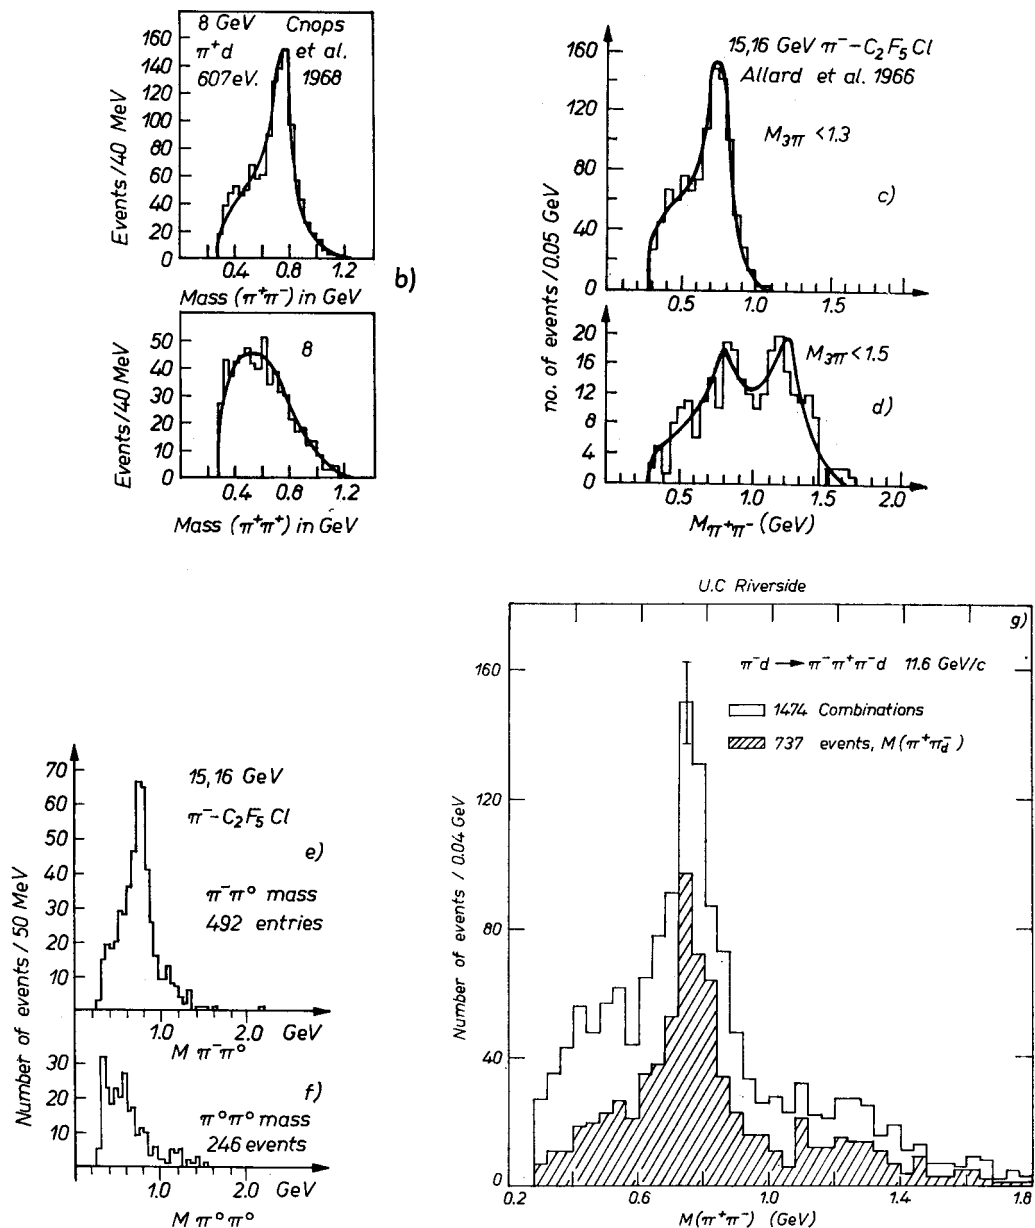 8 GeV
π⁺d
607eV.
Cnops
et al.
1968
160
140
120
100
80
60
40
20
0
Events/40 MeV
0.4 0.8 1.2
Mass (π⁺π⁻) in GeV
b)
50
40
30
20
10
0
8
Events/40 MeV
0.4 0.8 1.2
Mass (π⁺π⁺) in GeV
15,16 GeV π⁻-C₂F₅Cl
Allard et al. 1966
M₃π <1.3
c)
160
120
80
40
0
0.5 1.0 1.5
no. of events/0.05 GeV
20
16
12
8
4
0
M₃π <1.5
d)
0.5 1.0 1.5 2.0
Mπ⁺π⁻ (GeV)
15,16 GeV
π⁻-C₂F₅Cl
e)
π⁻π° mass
492 entries
70
60
50
40
30
20
10
1.0 2.0 GeV
M π⁻π°
Number of events / 50 MeV
30
20
10
f)
π°π° mass
246 events
1.0 2.0 GeV
M π°π°
U.C Riverside
g)
π⁻d → π⁻π⁺π⁻d 11.6 GeV/c
1474 Combinations
737 events, M(π⁺π⁻d)
160
120
80
40
0
Number of events / 0.04 GeV
0.2 0.6 1.0 1.4 1.8
M(π⁺π⁻) (GeV)